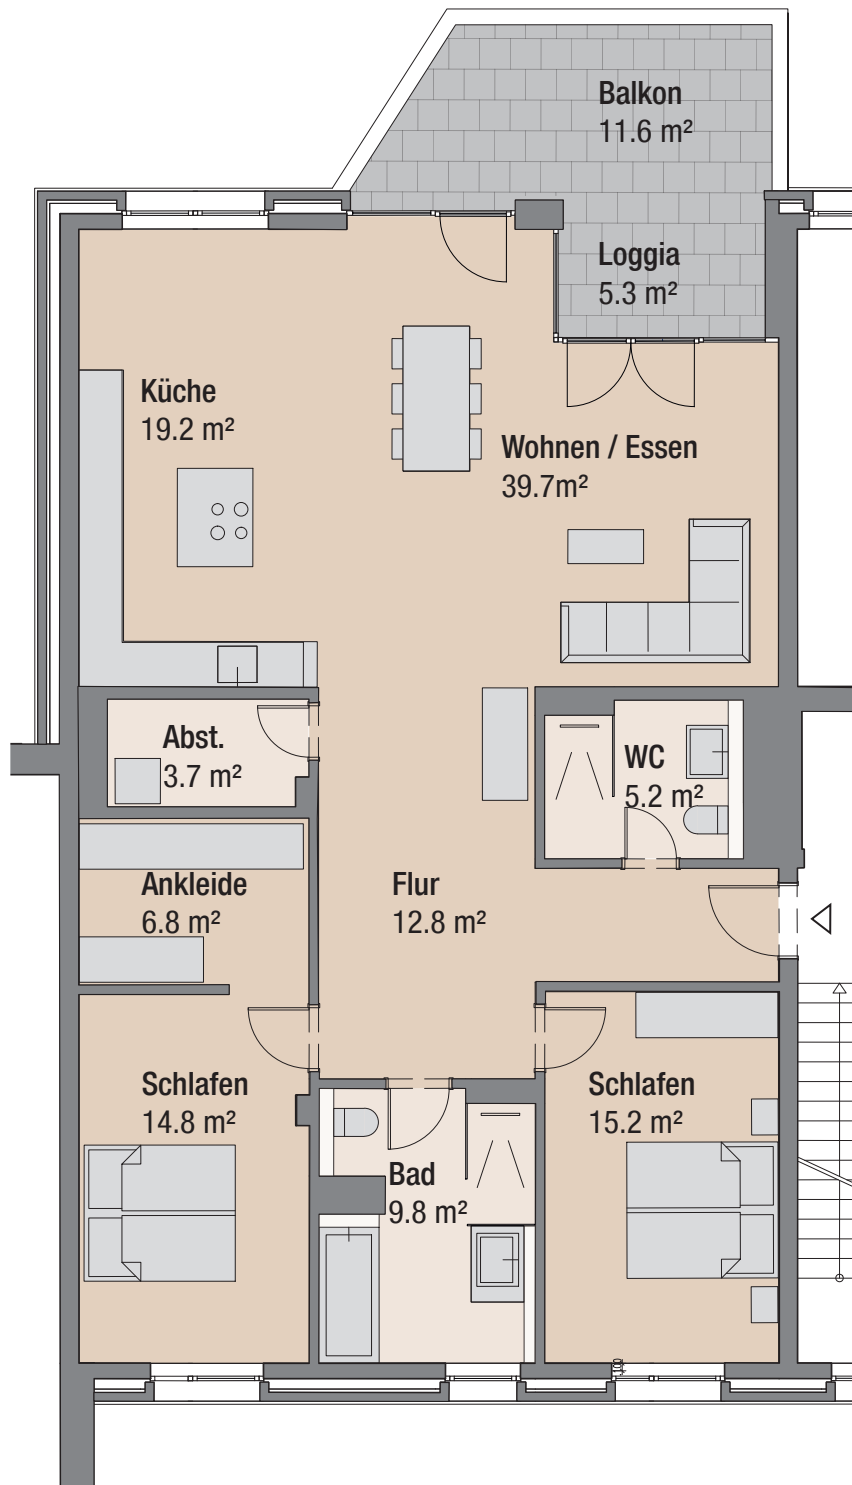 Balkon
11.6 m²
Loggia
5.3 m²
Küche
19.2 m²
Wohnen / Essen
39.7m²
Abst.
3.7 m²
WC
5.2 m²
Ankleide
6.8 m²
Flur
12.8 m²
Schlafen
14.8 m²
Schlafen
15.2 m²
Bad
9.8 m²